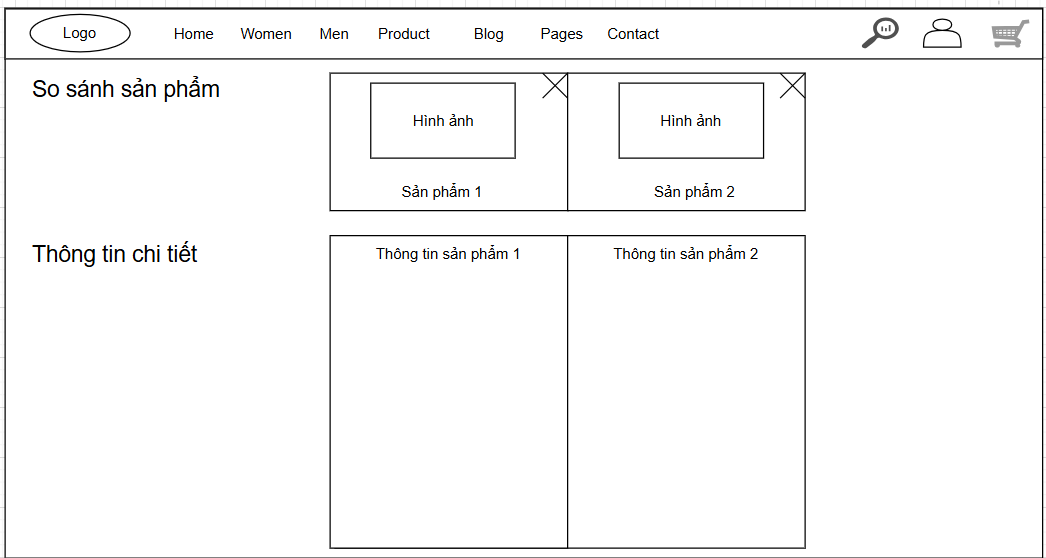 Logo Home Women Men Product Blog Pages Contact
So sánh sản phẩm
Hình ảnh Hình ảnh
Sản phẩm 1 Sản phẩm 2
Thông tin chi tiết
Thông tin sản phẩm 1 Thông tin sản phẩm 2